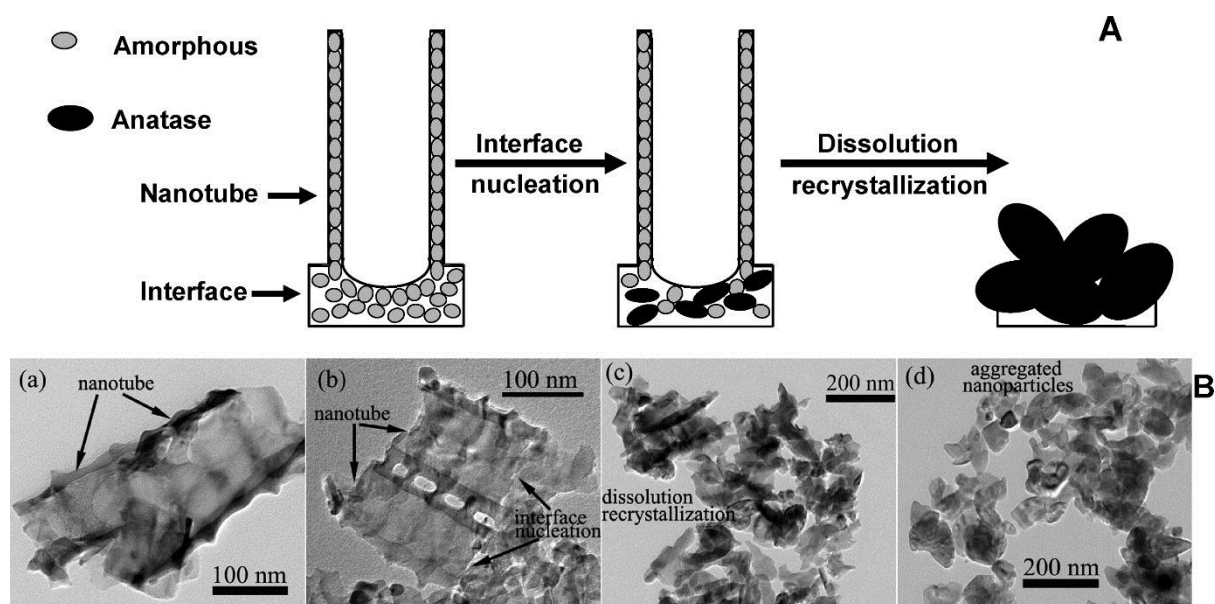 Amorphous
Anatase
Nanotube
Interface
Interface
nucleation
Dissolution
recrystallization
A
(a)
nanotube
100 nm
(b)
nanotube
100 nm
interface
nucleation
(c)
200 nm
dissolution
recrystallization
(d)
aggregated
nanoparticles
200 nm
B